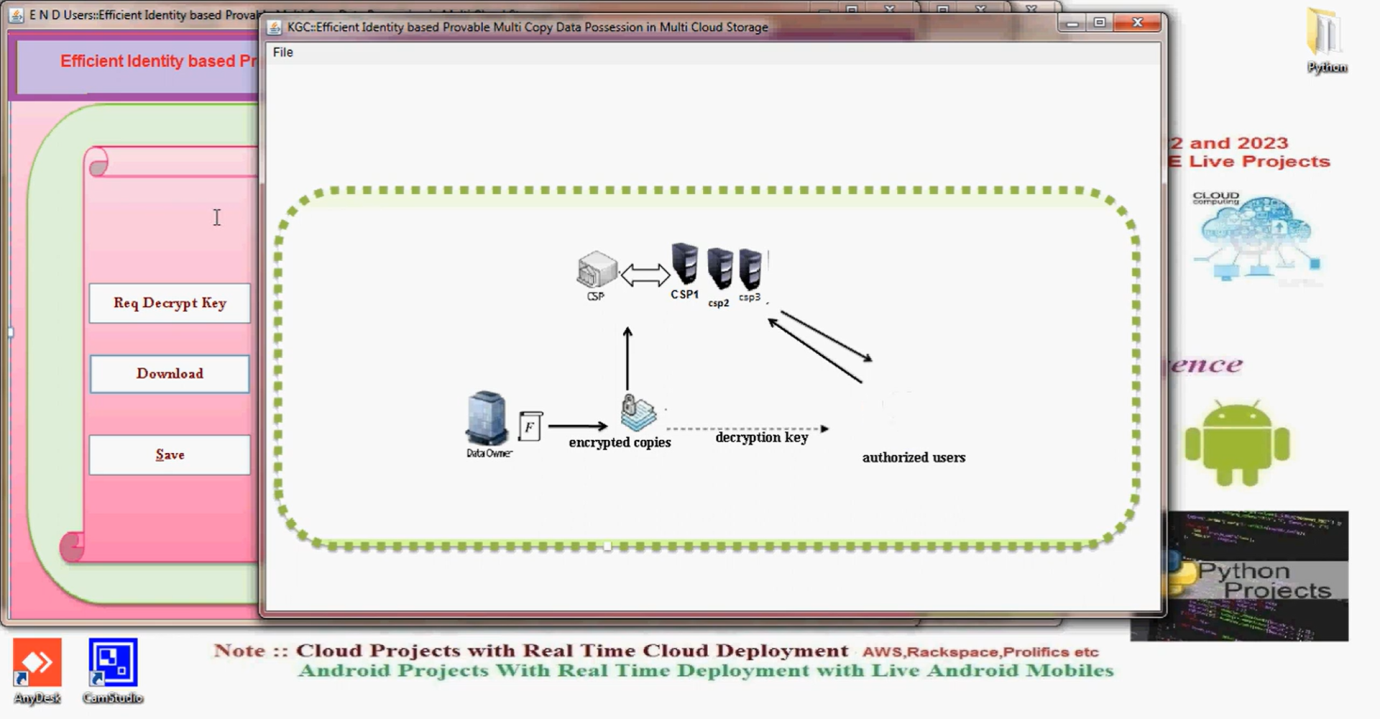 E N D Users::Efficient Identity based
KGC::Efficient Identity based Provable Multi Copy Data Possession in Multi Cloud Storage
File
Efficient Identity based Pr
Python
2 and 2023
E Live Projects
CLOUD
computing
Req Decrypt Key
Download
Save
CSP
CSP1
csp2
csp3
ence
Data Owner
F
encrypted copies
decryption key
authorized users
Python
Projects
AnyDesk
CamStudio
Note :: Cloud Projects with Real Time Cloud Deployment - AWS,Rackspace,Prolifics etc
Android Projects With Real Time Deployment with Live Android Mobiles